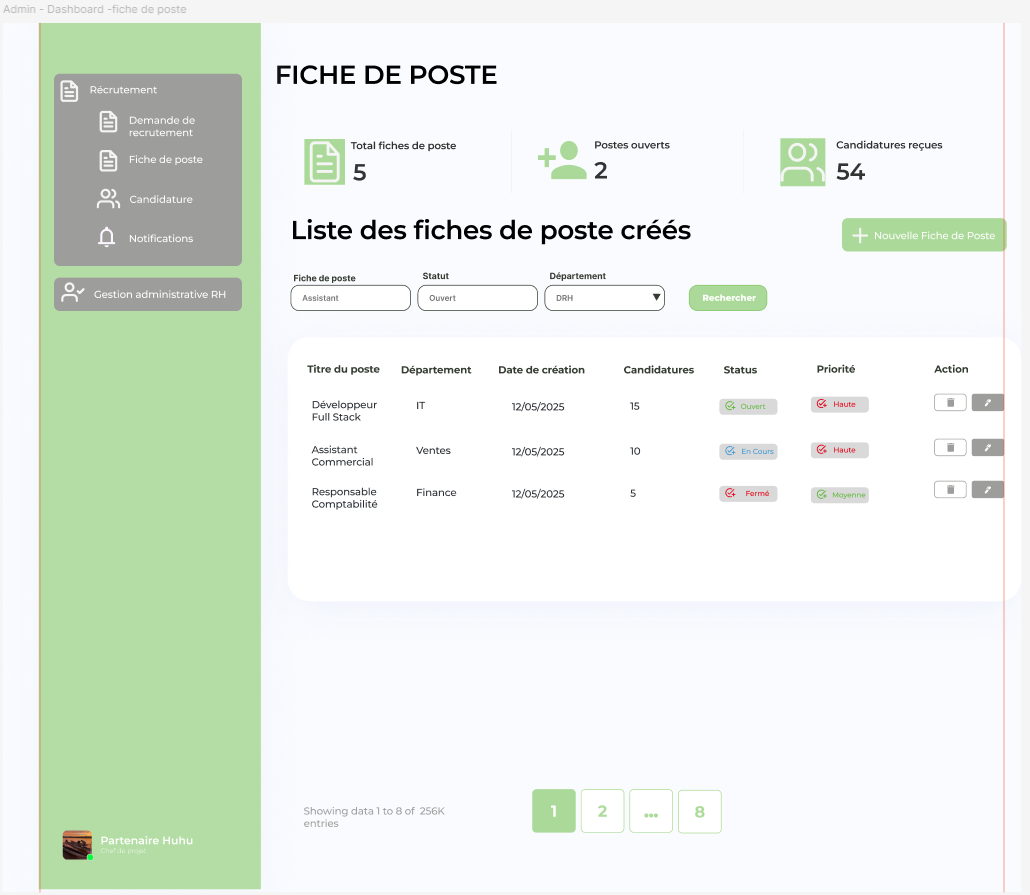 Admin - Dashboard -fiche de poste
Récrutement
Demande de
recrutement
Fiche de poste
Candidature
Notifications
Gestion administrative RH
Partenaire Huhu
Chef de projet
FICHE DE POSTE
Total fiches de poste
5
Postes ouverts
2
Candidatures reçues
54
Liste des fiches de poste créés
Nouvelle Fiche de Poste
Fiche de poste
Assistant
Statut
Ouvert
Département
DRH
Rechercher
Titre du poste Département Date de création Candidatures Status Priorité Action
Développeur
Full Stack
IT 12/05/2025 15 Ouvert Haute
Assistant
Commercial
Ventes 12/05/2025 10 En Cours Haute
Responsable
Comptabilité
Finance 12/05/2025 5 Fermé Moyenne
Showing data 1 to 8 of 256K
entries
1 2 ... 8